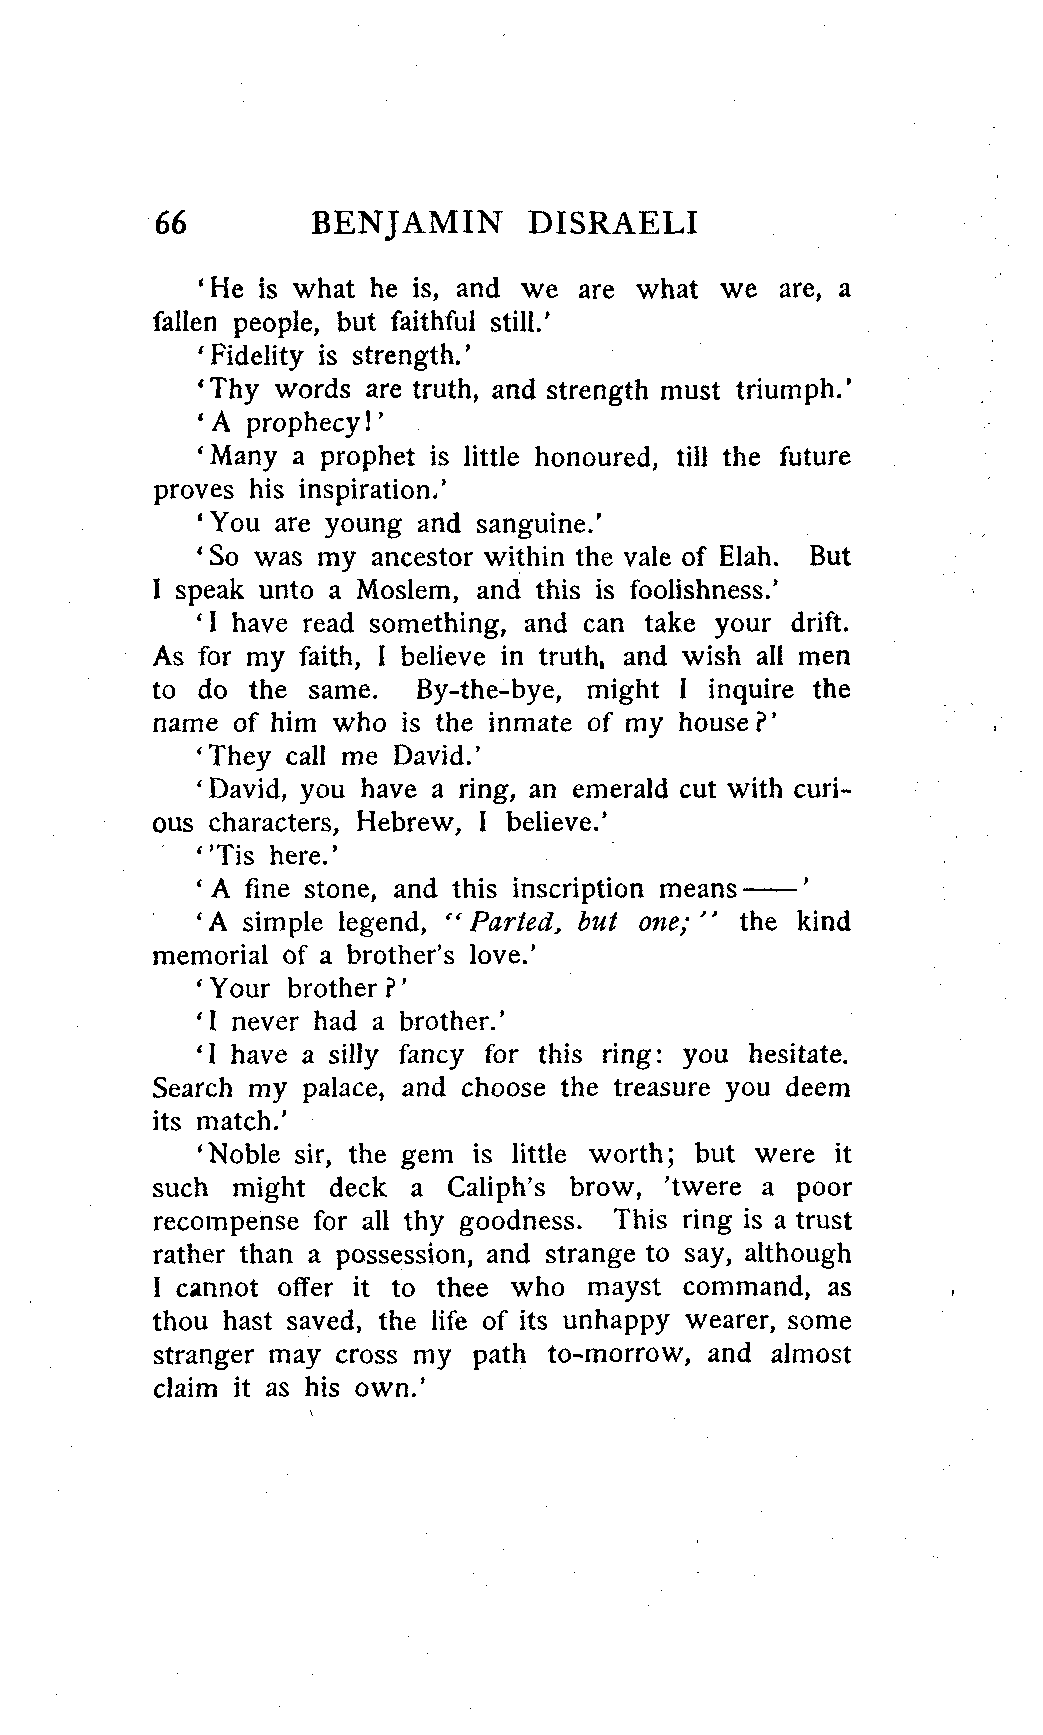 66 BENJAMIN DISRAELI
'He is what he is, and we are what we are, a
fallen people, but faithful still.'
'Fidelity is strength.'
'Thy words are truth, and strength must triumph.'
'A prophecy!'
'Many a prophet is little honoured, till the future
proves his inspiration.'
'You are young and sanguine.'
'So was my ancestor within the vale of Elah. But
I speak unto a Moslem, and this is foolishness.'
'I have read something, and can take your drift.
As for my faith, I believe in truth, and wish all men
to do the same. By-the-bye, might I inquire the
name of him who is the inmate of my house?'
'They call me David.'
'David, you have a ring, an emerald cut with curi-
ous characters, Hebrew, I believe.'
''Tis here.'
'A fine stone, and this inscription means——'
'A simple legend, "Parted, but one;" the kind
memorial of a brother's love.'
'Your brother?'
'I never had a brother.'
'I have a silly fancy for this ring: you hesitate.
Search my palace, and choose the treasure you deem
its match.'
'Noble sir, the gem is little worth; but were it
such might deck a Caliph's brow, 'twere a poor
recompense for all thy goodness. This ring is a trust
rather than a possession, and strange to say, although
I cannot offer it to thee who mayst command, as
thou hast saved, the life of its unhappy wearer, some
stranger may cross my path to-morrow, and almost
claim it as his own.'